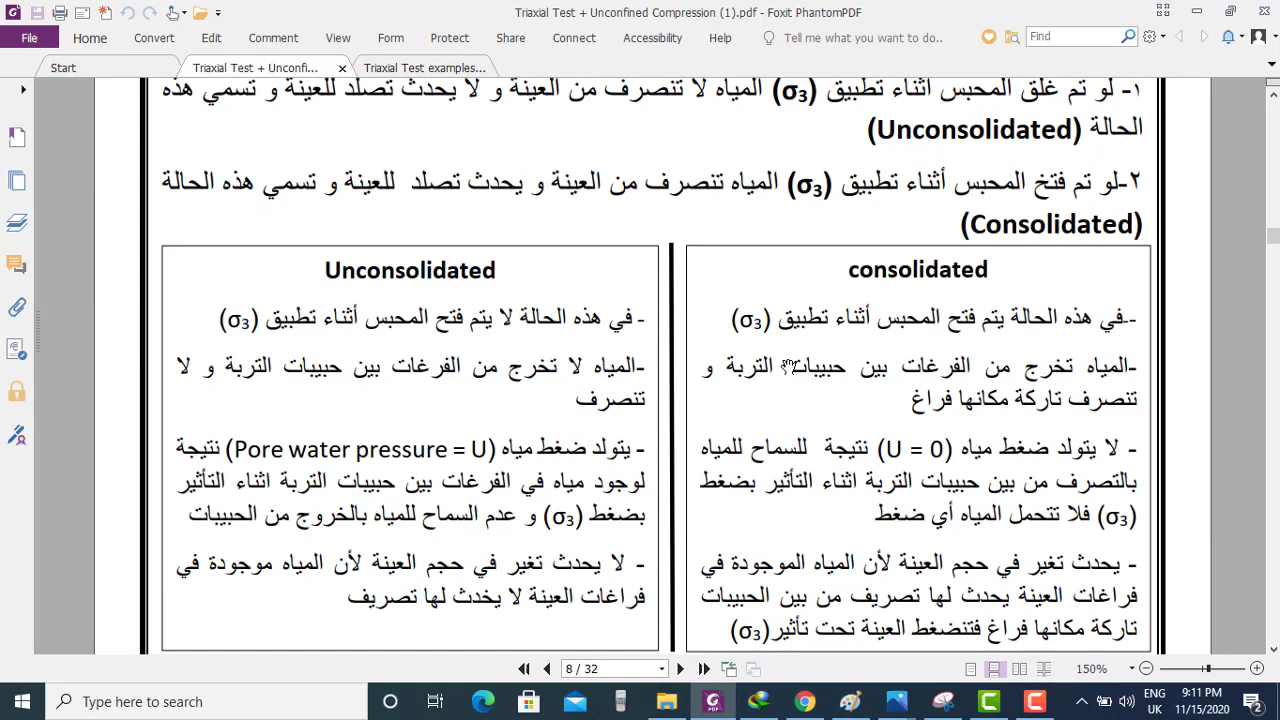 Triaxial Test + Unconfined Compression (1).pdf - Foxit PhantomPDF
File Home Convert Edit Comment View Form Protect Share Connect Accessibility Help Tell me what you want to do.. Find
Start Triaxial Test + Unconfi... Triaxial Test examples...
١- لو تم غلق المحبس أثناء تطبيق (σ₃) المياه لا تنصرف من العينة و لا يحدث تصلد للعينة و تسمي هذه
الحالة (Unconsolidated)
٢-لو تم فتخ المحبس أثناء تطبيق (σ₃) المياه تنصرف من العينة و يحدث تصلد للعينة و تسمي هذه الحالة
(Consolidated)
consolidated
-في هذه الحالة يتم فتح المحبس أثناء تطبيق (σ₃)
-المياه تخرج من الفرغات بين حبيبات التربة و
تنصرف تاركة مكانها فراغ
- لا يتولد ضغط مياه (U = 0) نتيجة للسماح للمياه
بالتصرف من بين حبيبات التربة اثناء التأثير بضغط
(σ₃) فلا تتحمل المياه أي ضغط
- يحدث تغير في حجم العينة لأن المياه الموجودة في
فراغات العينة يحدث لها تصريف من بين الحبيبات
تاركة مكانها فراغ فتنضغط العينة تحت تأثير(σ₃)
Unconsolidated
- في هذه الحالة لا يتم فتح المحبس أثناء تطبيق (σ₃)
-المياه لا تخرج من الفرغات بين حبيبات التربة و لا
تنصرف
- يتولد ضغط مياه (Pore water pressure = U) نتيجة
لوجود مياه في الفرغات بين حبيبات التربة اثناء التأثير
بضغط (σ₃) و عدم السماح للمياه بالخروج من الحبيبات
- لا يحدث تغير في حجم العينة لأن المياه موجودة في
فراغات العينة لا يخدث لها تصريف
8 / 32 150%
Type here to search ENG 9:11 PM
UK 11/15/2020 2